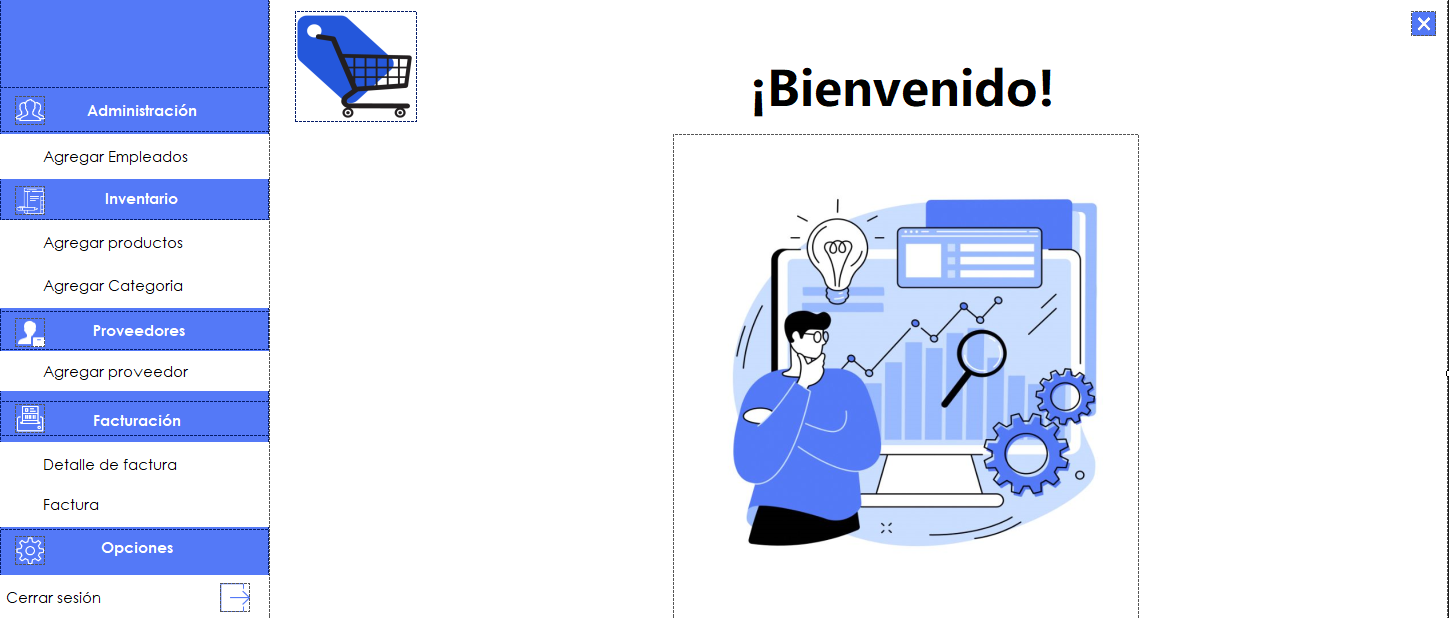 ¡Bienvenido!
Administración
Agregar Empleados
Inventario
Agregar productos
Agregar Categoria
Proveedores
Agregar proveedor
Facturación
Detalle de factura
Factura
Opciones
Cerrar sesión